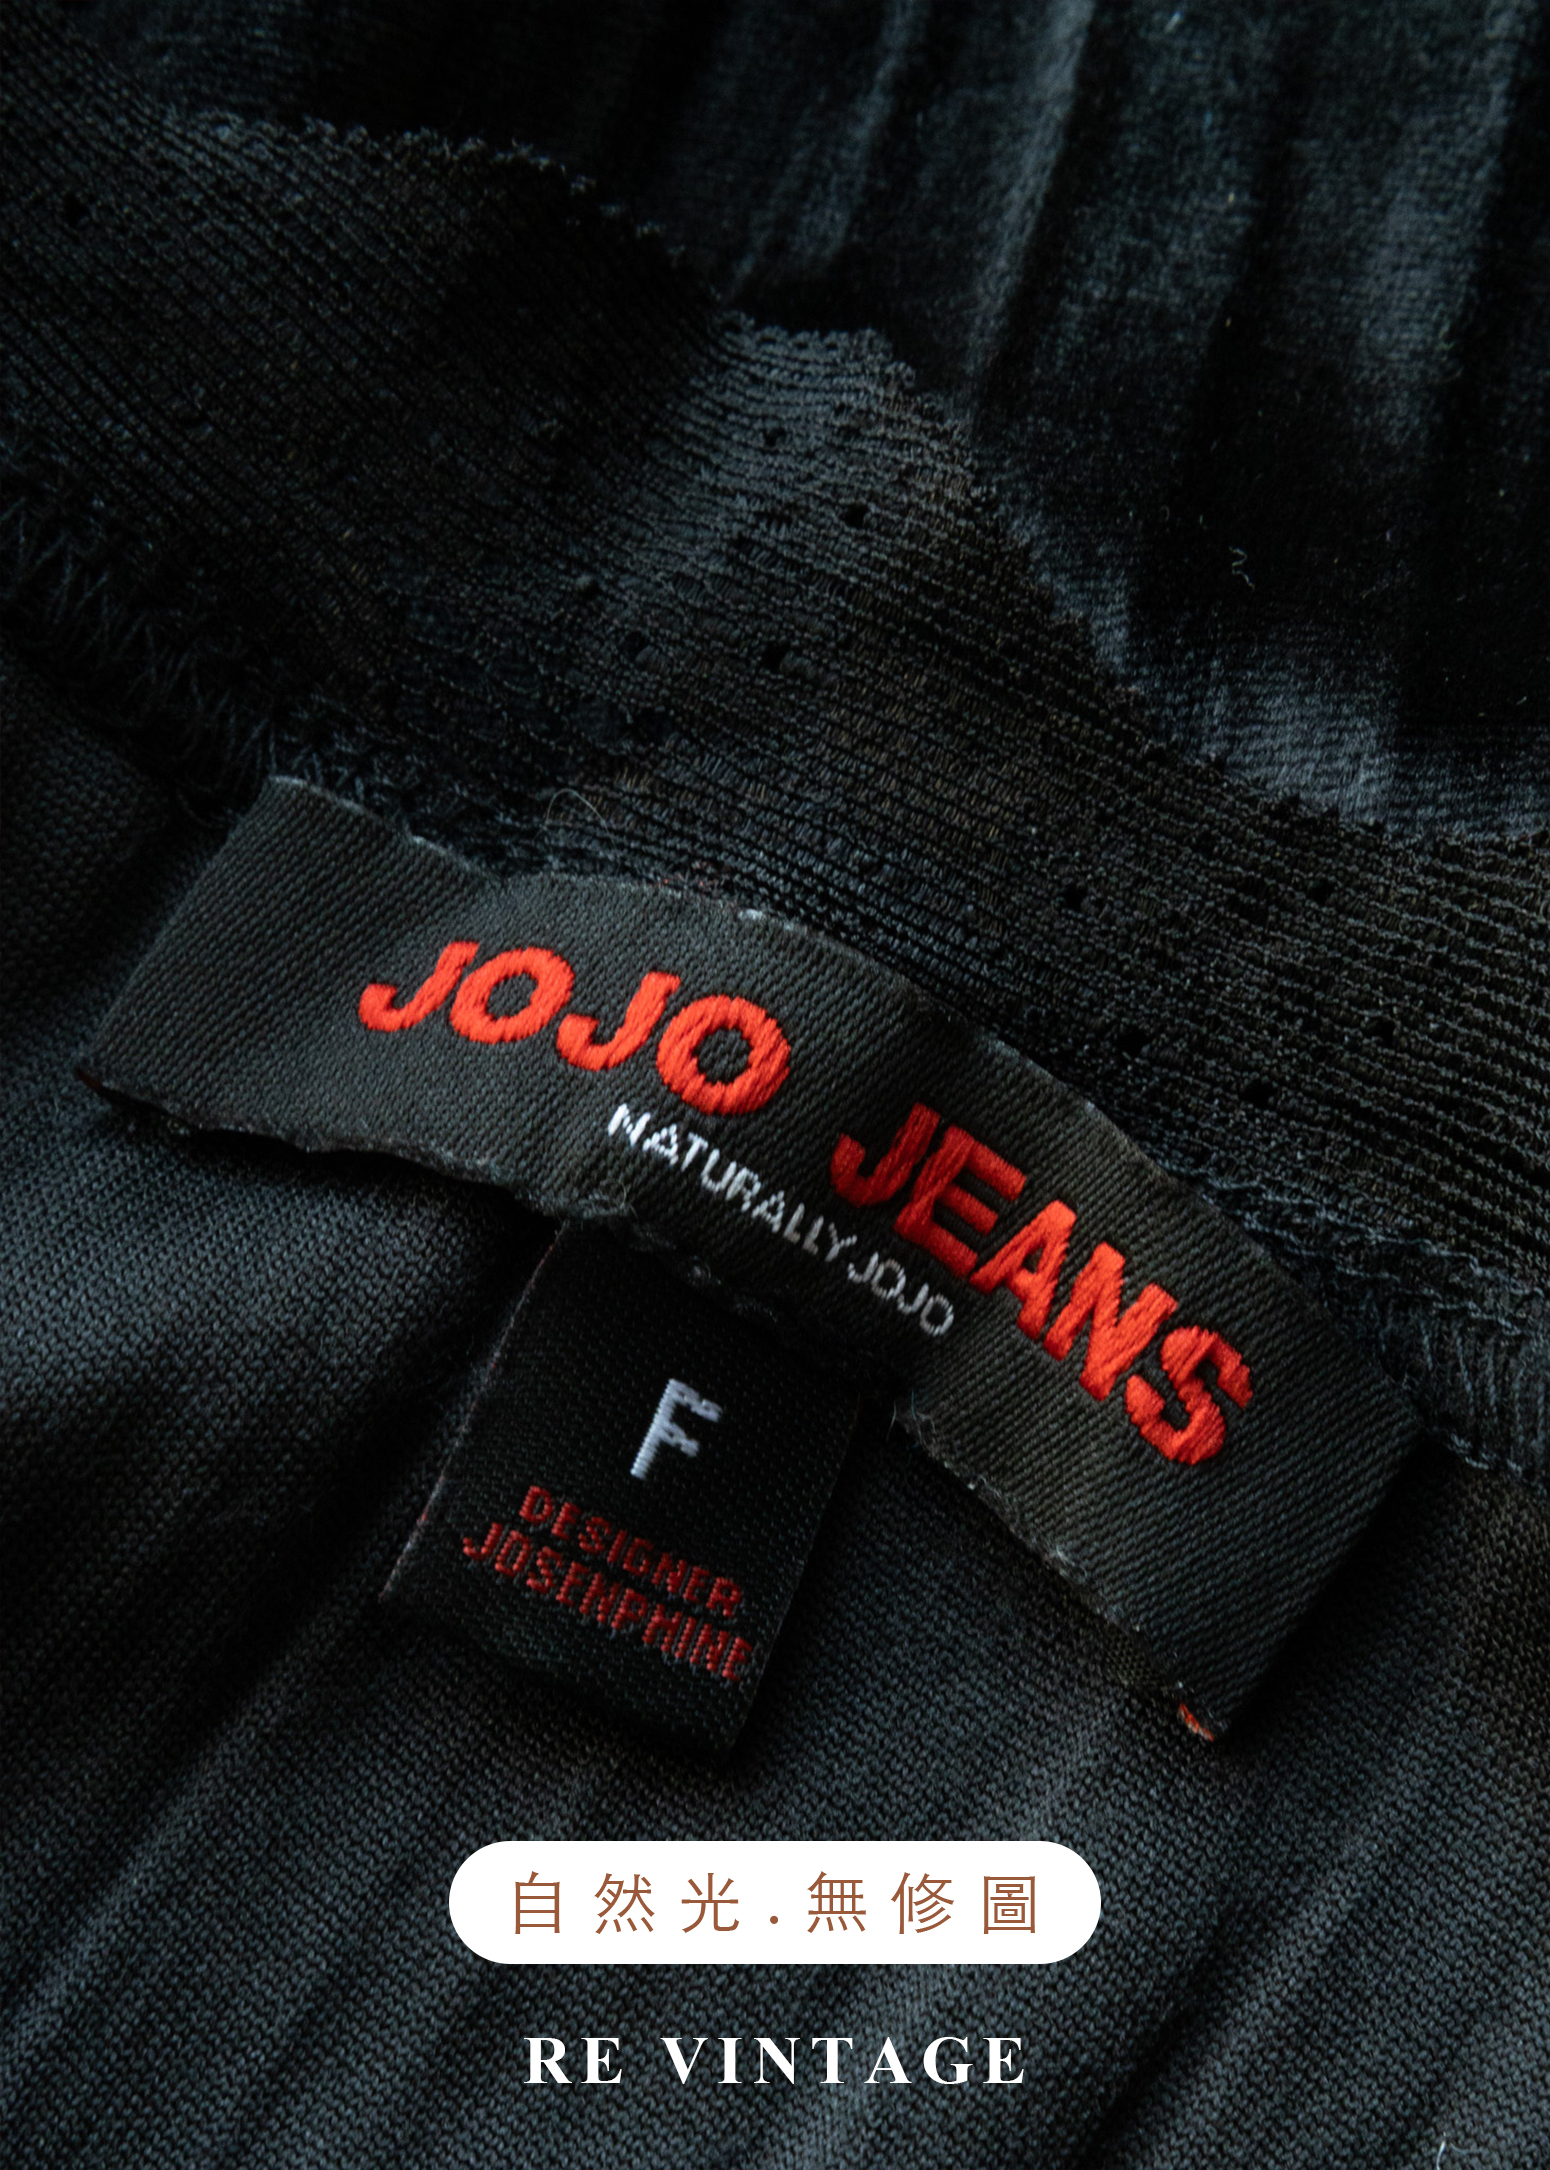 JOJO JEANS
NATURALLY JOJO
F
DESIGNER
JOSENPHINE
自然光.無修圖
RE VINTAGE